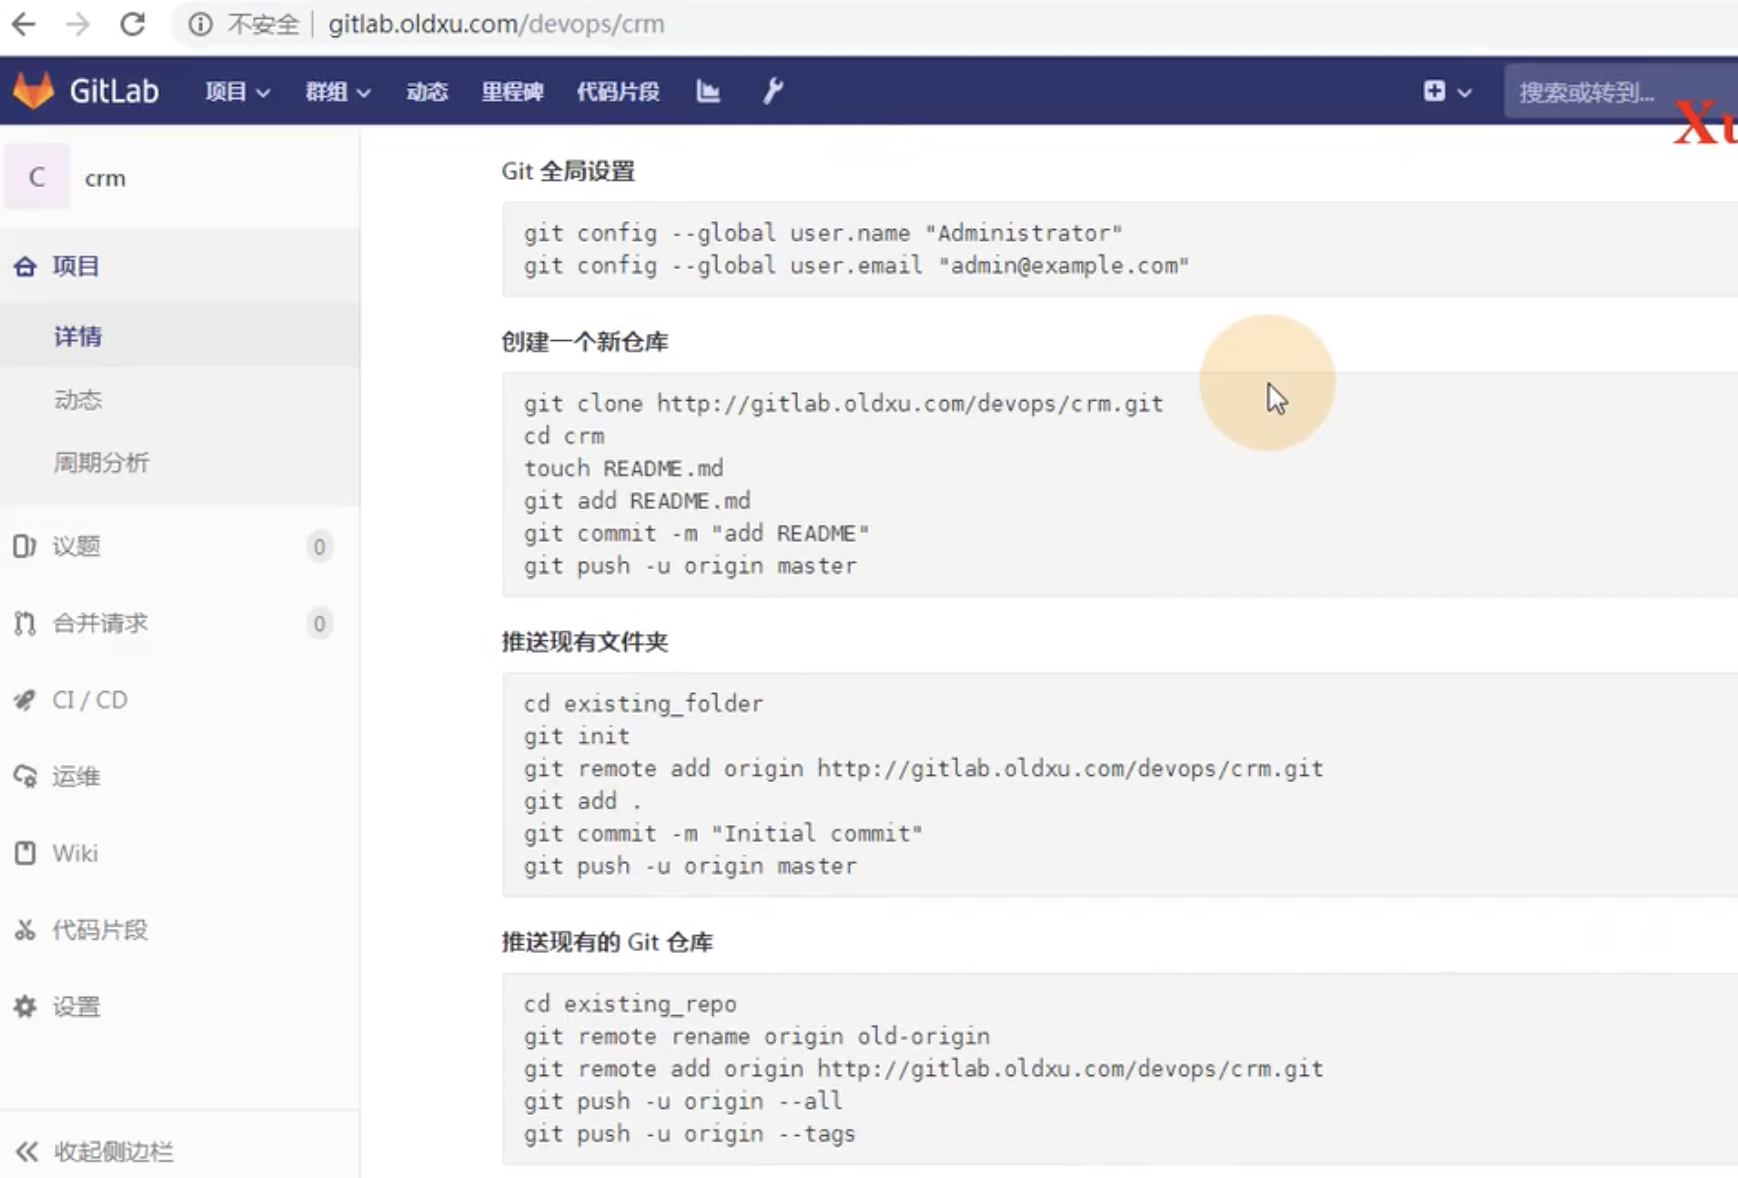 不安全 gitlab.oldxu.com/devops/crm
GitLab 项目 群组 动态 里程碑 代码片段 搜索或转到...
C crm
项目
详情
动态
周期分析
议题 0
合并请求 0
CI / CD
运维
Wiki
代码片段
设置
收起侧边栏
Git 全局设置
git config --global user.name "Administrator"
git config --global user.email "admin@example.com"
创建一个新仓库
git clone http://gitlab.oldxu.com/devops/crm.git
cd crm
touch README.md
git add README.md
git commit -m "add README"
git push -u origin master
推送现有文件夹
cd existing_folder
git init
git remote add origin http://gitlab.oldxu.com/devops/crm.git
git add .
git commit -m "Initial commit"
git push -u origin master
推送现有的 Git 仓库
cd existing_repo
git remote rename origin old-origin
git remote add origin http://gitlab.oldxu.com/devops/crm.git
git push -u origin --all
git push -u origin --tags